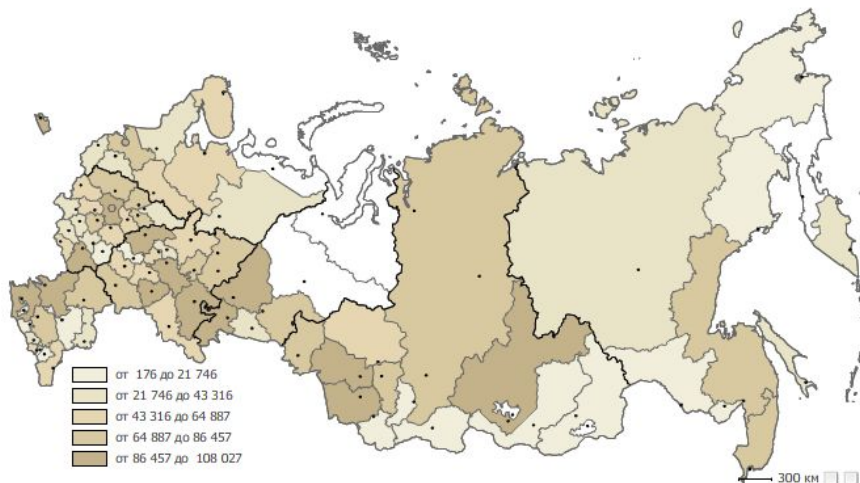 от 176 до 21 746
от 21 746 до 43 316
от 43 316 до 64 887
от 64 887 до 86 457
от 86 457 до 108 027
300 км